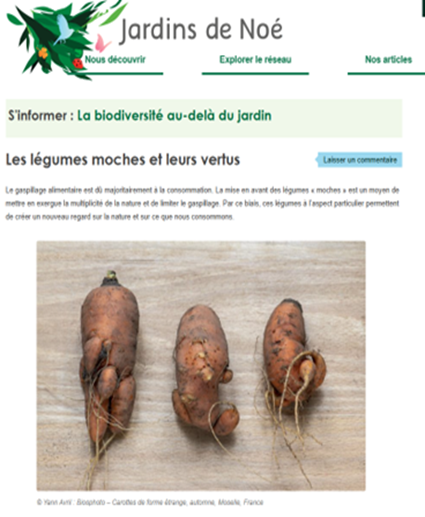 Jardins de Noé
Nous découvrir Explorer le réseau Nos articles
S'informer : La biodiversité au-delà du jardin
Les légumes moches et leurs vertus
Laisser un commentaire
Le gaspillage alimentaire est dû majoritairement à la consommation. La mise en avant des légumes « moches » est un moyen de
mettre en exergue la multiplicité de la nature et de limiter le gaspillage. Par ce biais, ces légumes à l'aspect particulier permettent
de créer un nouveau regard sur la nature et sur ce que nous consommons.
© Yann Avril : Biosphoto – Carottes de forme étrange, automne, Moselle, France